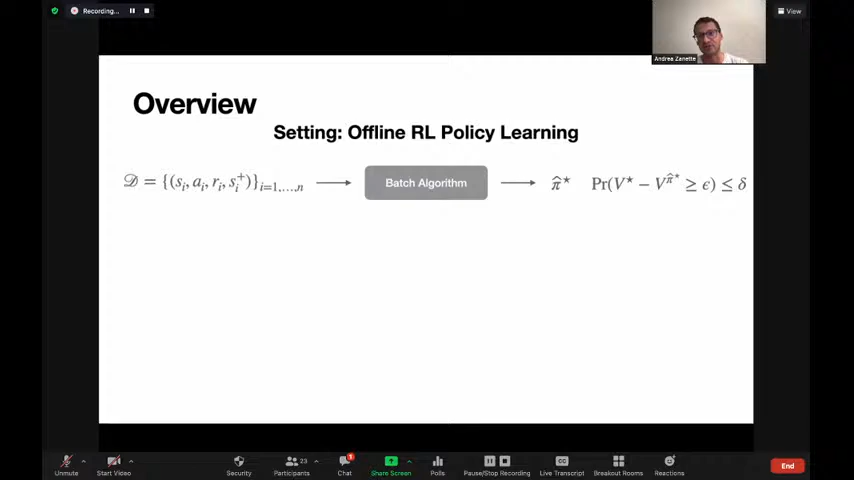 Recording...
View
Andrea Zanette
Overview
Setting: Offline RL Policy Learning
𝒟 = {(sᵢ, aᵢ, rᵢ, sᵢ⁺)}ᵢ₌₁,…,ₙ → Batch Algorithm → π̂* Pr(V* − V^π̂* ≥ ϵ) ≤ δ
Unmute
Start Video
Security
Participants 23
Chat 1
Share Screen
Polls
Pause/Stop Recording
Live Transcript
Breakout Rooms
Reactions
End